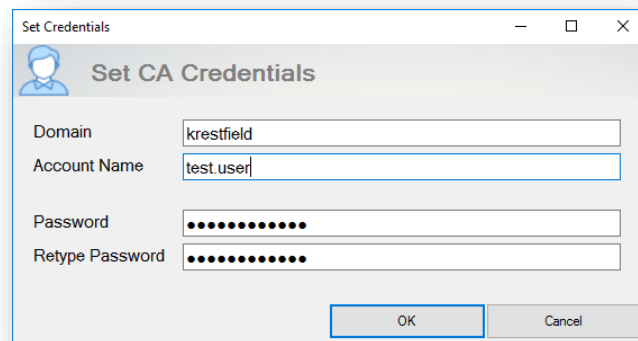 Set Credentials
Set CA Credentials
Domain krestfield
Account Name test.user
Password ●●●●●●●●●●●●
Retype Password ●●●●●●●●●●●●
OK Cancel